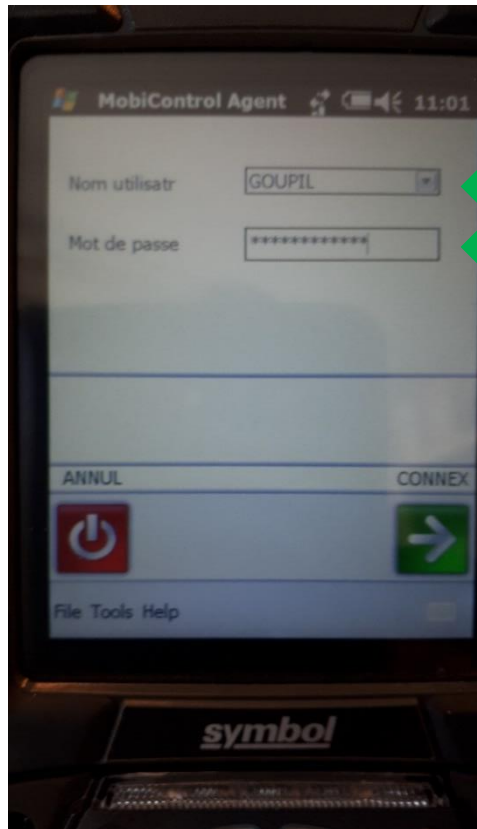 MobiControl Agent 11:01
Nom utilisatr GOUPIL
Mot de passe ************
ANNUL CONNEX
File Tools Help
symbol